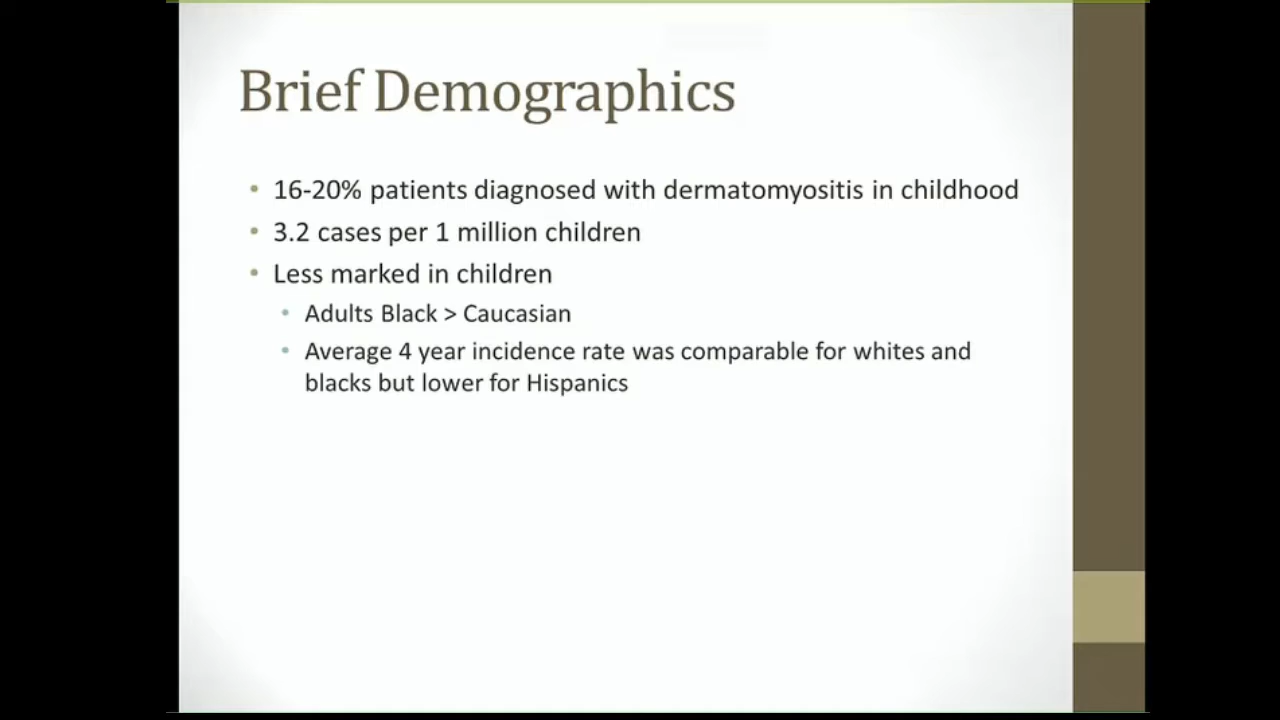 Brief Demographics
• 16-20% patients diagnosed with dermatomyositis in childhood
• 3.2 cases per 1 million children
• Less marked in children
• Adults Black > Caucasian
• Average 4 year incidence rate was comparable for whites and
blacks but lower for Hispanics